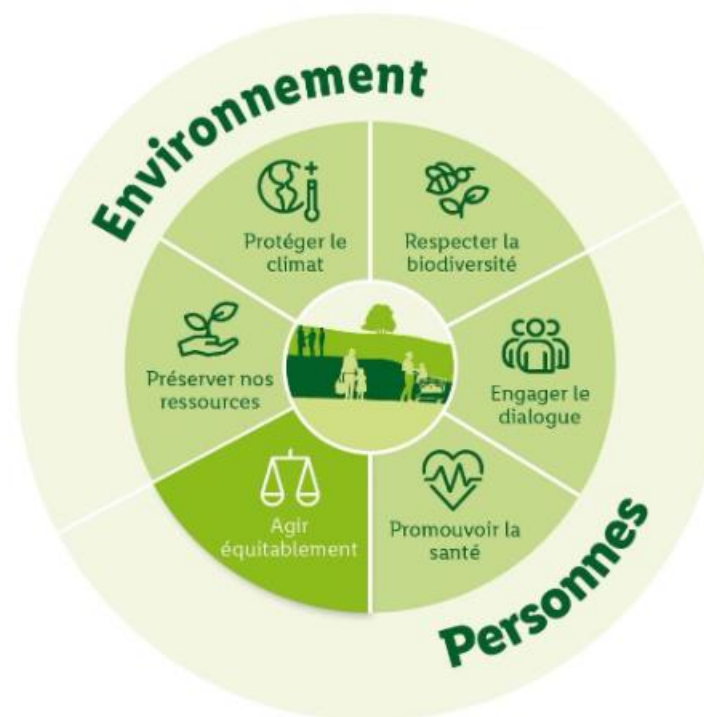 Environnement
Protéger le
climat
Respecter la
biodiversité
Préserver nos
ressources
Engager le
dialogue
Agir
équitablement
Promouvoir la
santé
Personnes